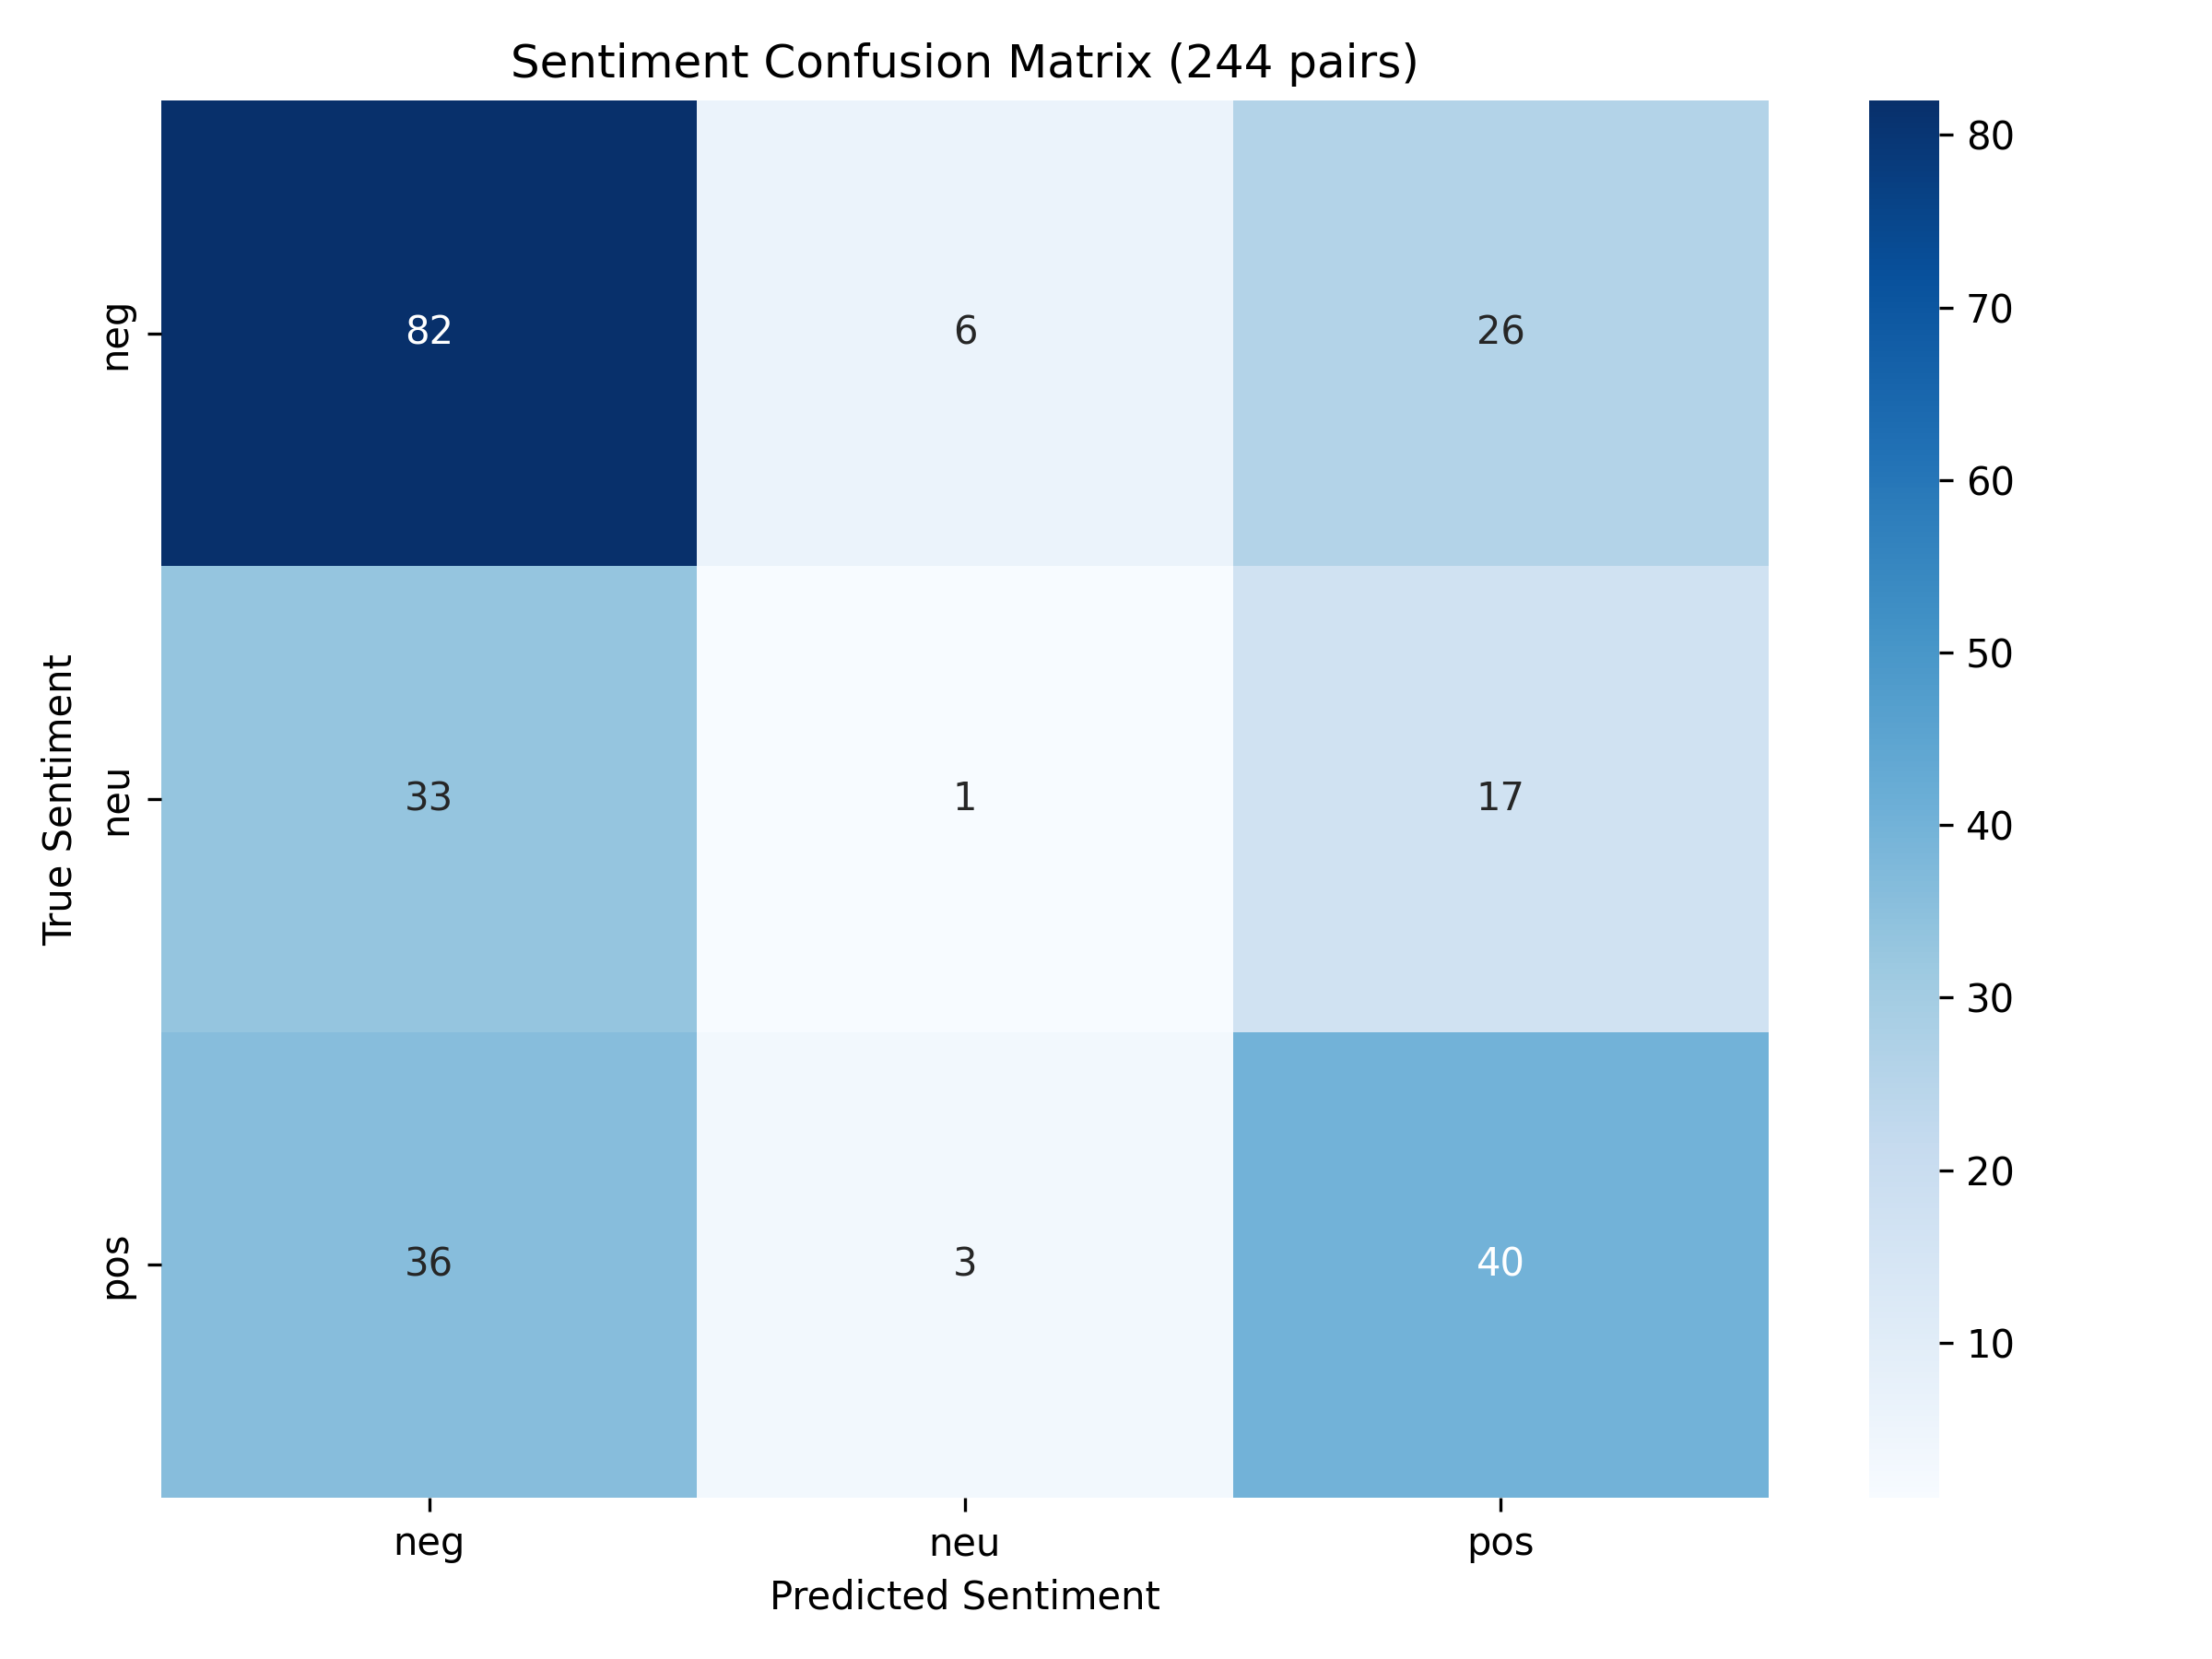 Sentiment Confusion Matrix (244 pairs)
True Sentiment
neg
82
6
26
neu
33
1
17
pos
36
3
40
neg
neu
pos
Predicted Sentiment
80
70
60
50
40
30
20
10